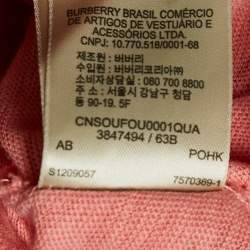 BURBERRY BRASIL COMÉRCIO
DE ARTIGOS DE VESTUÁRIO E
ACESSÓRIOS LTDA.
CNPJ: 10.770.518/0001-68
제조원 : 버버리
수입원 : 버버리코리아㈜
소비자상담실 : 080 700 8800
주소 : 서울시 강남구 청담
동 90-19. 5F
CNSOUFOU0001QUA
3847494 / 63B
AB POHK
S1209057 7570369-1